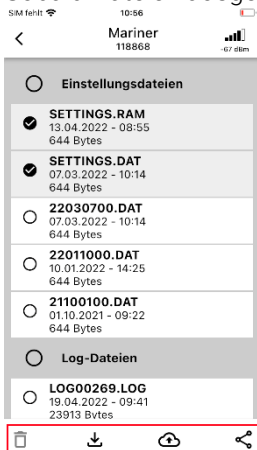 SIM fehlt 10:56
Mariner
118868
-67 dBm
Einstellungsdateien
SETTINGS.RAM
13.04.2022 - 08:55
644 Bytes
SETTINGS.DAT
07.03.2022 - 10:14
644 Bytes
22030700.DAT
07.03.2022 - 10:14
644 Bytes
22011000.DAT
10.01.2022 - 14:25
644 Bytes
21100100.DAT
01.10.2021 - 09:22
644 Bytes
Log-Dateien
LOG00269.LOG
19.04.2022 - 09:41
23913 Bytes